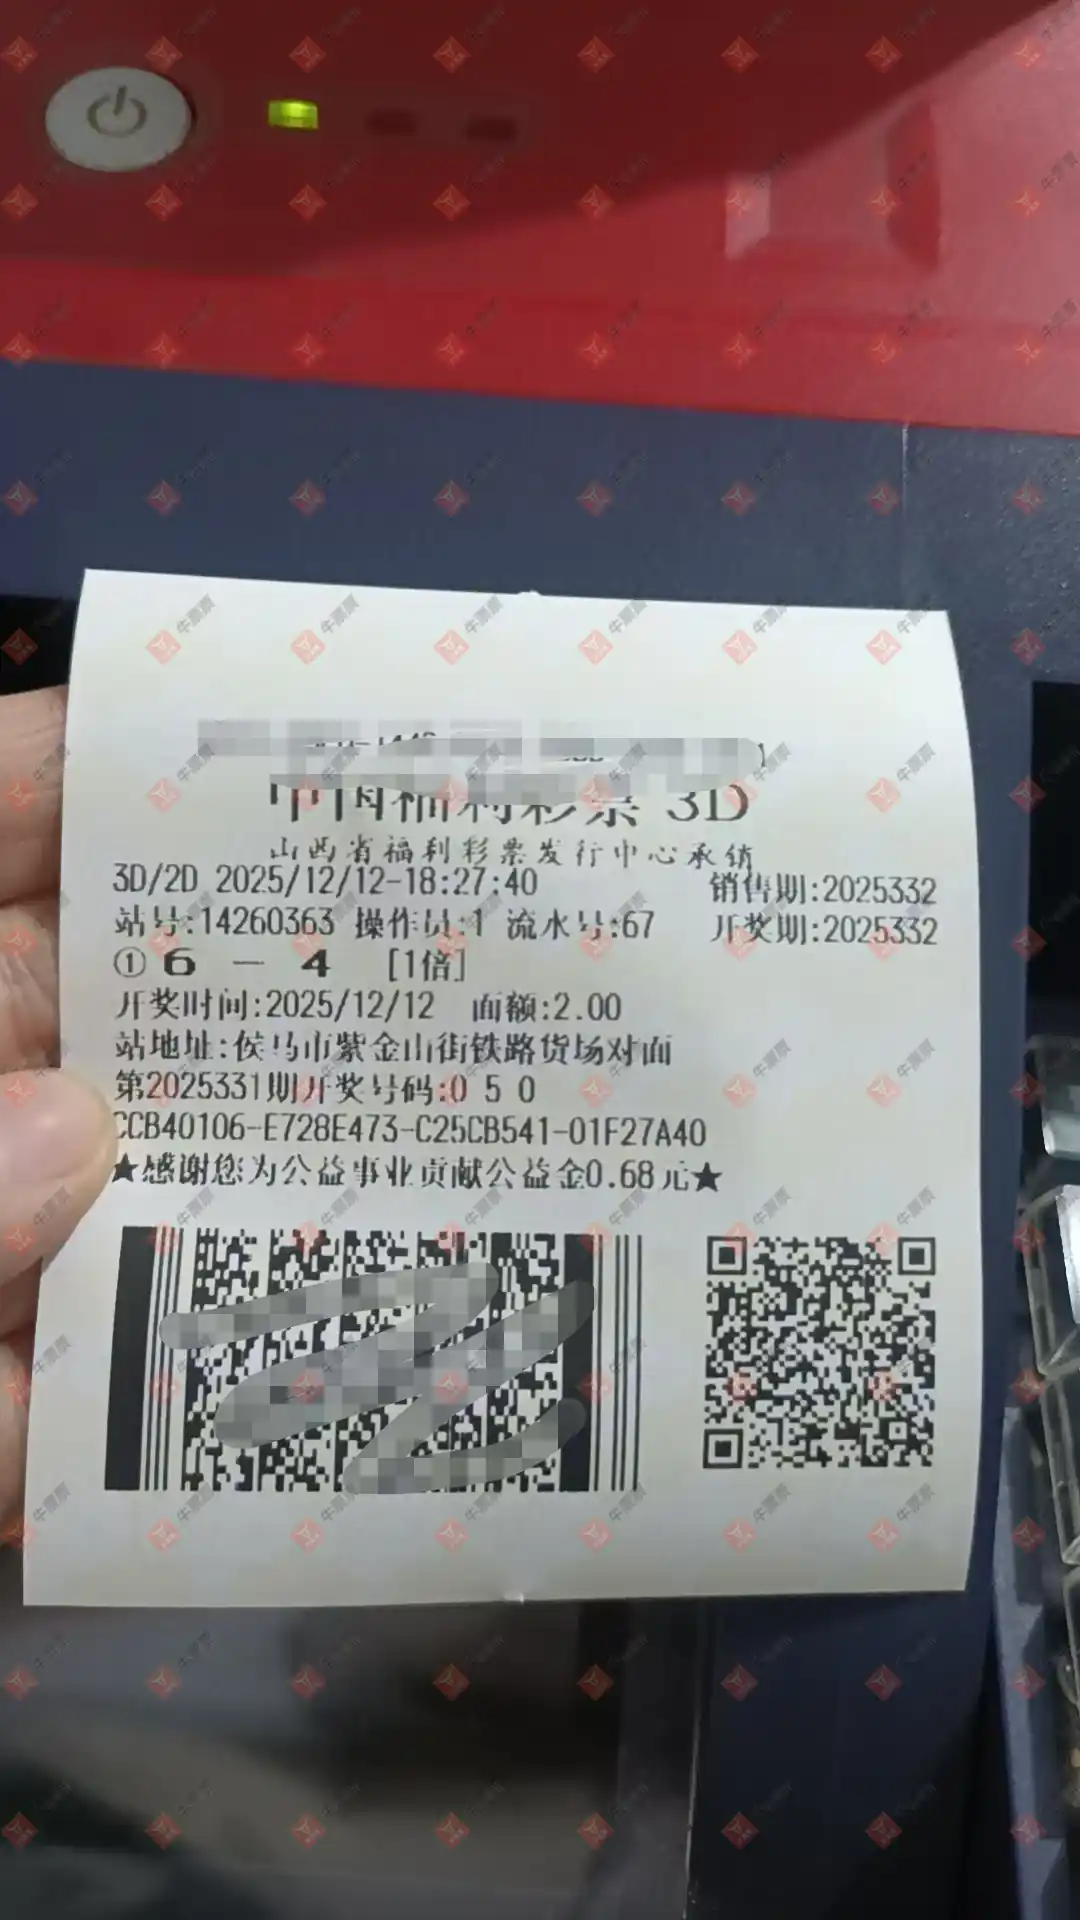 中国福利彩票 3D
山西省福利彩票发行中心承销
3D/2D 2025/12/12-18:27:40 销售期:2025332
站号:14260363 操作员:1 流水号:67 开奖期:2025332
① 6 — 4 [1倍]
开奖时间:2025/12/12 面额:2.00
站地址:侯马市紫金山街铁路货场对面
第2025331期开奖号码:0 5 0
CCB40106-E728E473-C25CB541-01F27A40
★感谢您为公益事业贡献公益金0.68元★
牛票票